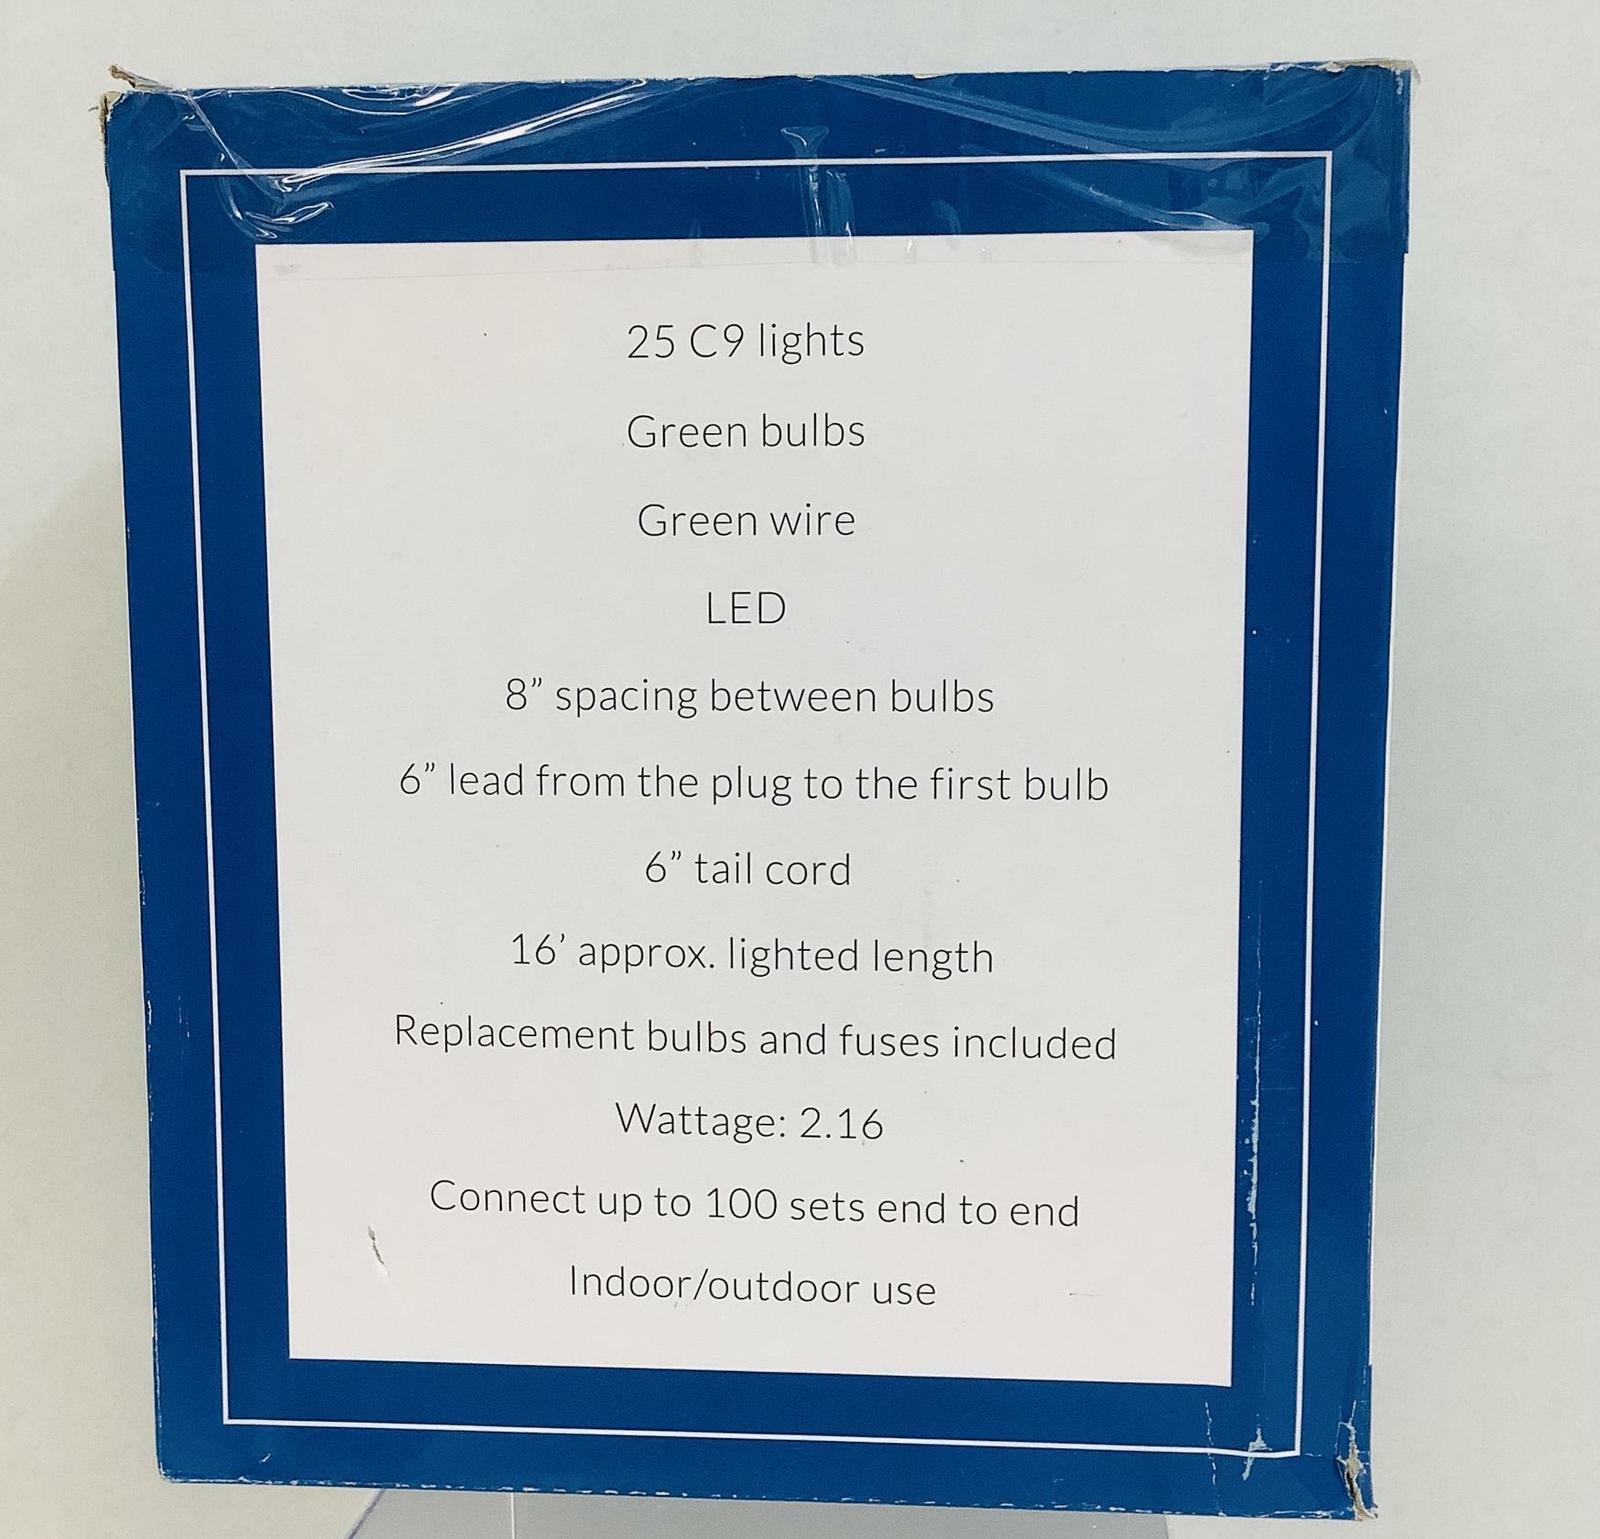 25 C9 lights
Green bulbs
Green wire
LED
8” spacing between bulbs
6” lead from the plug to the first bulb
6” tail cord
16’ approx. lighted length
Replacement bulbs and fuses included
Wattage: 2.16
Connect up to 100 sets end to end
Indoor/outdoor use